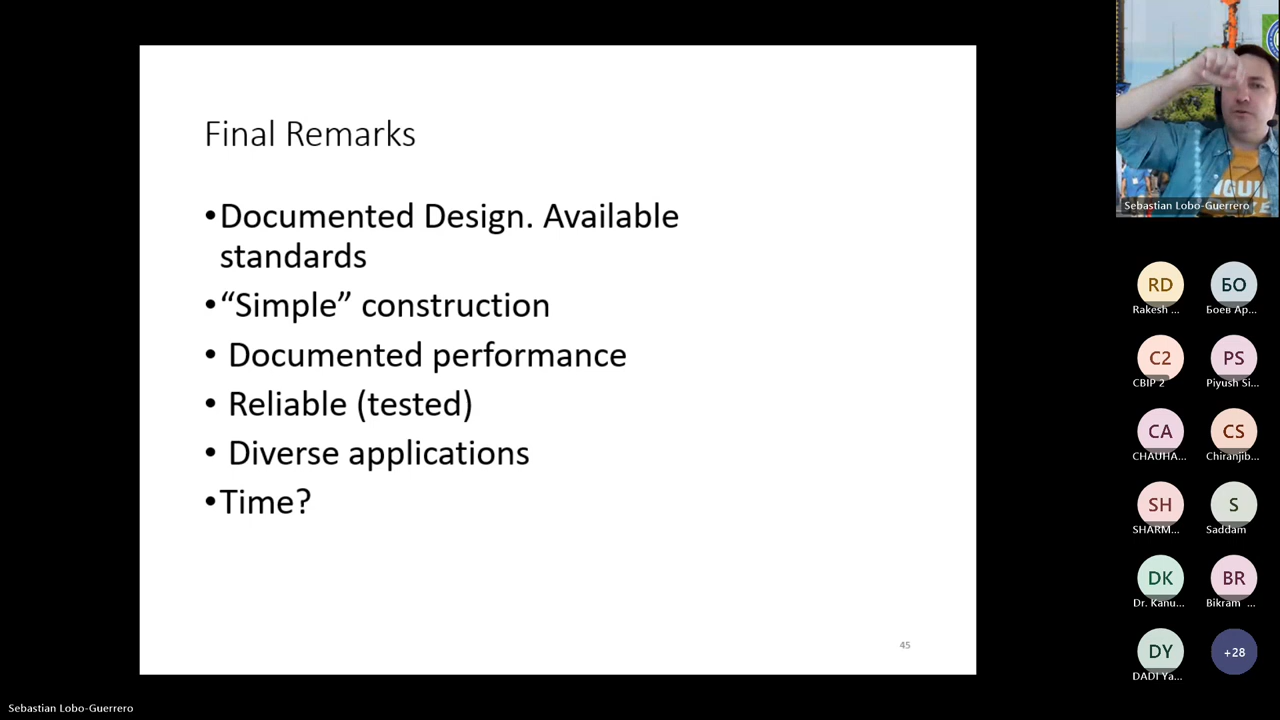 Final Remarks
•Documented Design. Available
standards
•“Simple” construction
• Documented performance
• Reliable (tested)
• Diverse applications
•Time?
45
Sebastian Lobo-Guerrero
RD
Rakesh ...
БО
Боев Ар...
C2
CBIP 2
PS
Piyush Si...
CA
CHAUHA...
CS
Chiranjib...
SH
SHARM...
S
Saddam
DK
Dr. Kanu...
BR
Bikram ...
DY
DADI Ya...
+28
Sebastian Lobo-Guerrero